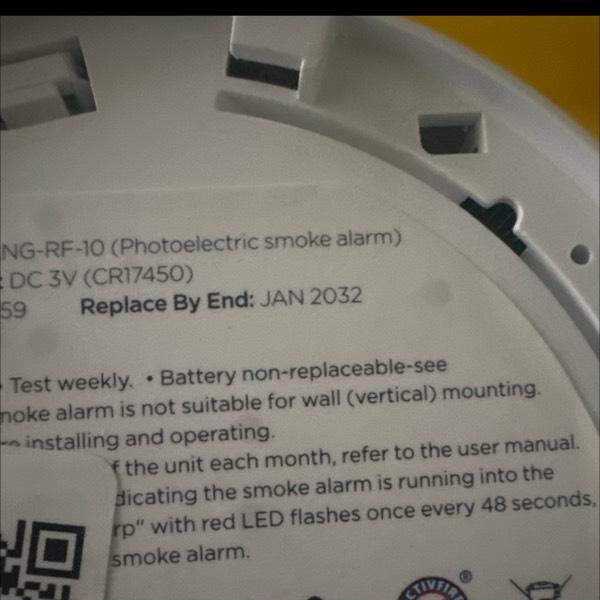 NG-RF-10 (Photoelectric smoke alarm)
: DC 3V (CR17450)
59 Replace By End: JAN 2032
• Test weekly. • Battery non-replaceable-see
moke alarm is not suitable for wall (vertical) mounting.
installing and operating.
f the unit each month, refer to the user manual.
dicating the smoke alarm is running into the
rp" with red LED flashes once every 48 seconds,
smoke alarm.
CTIVFIRE ®